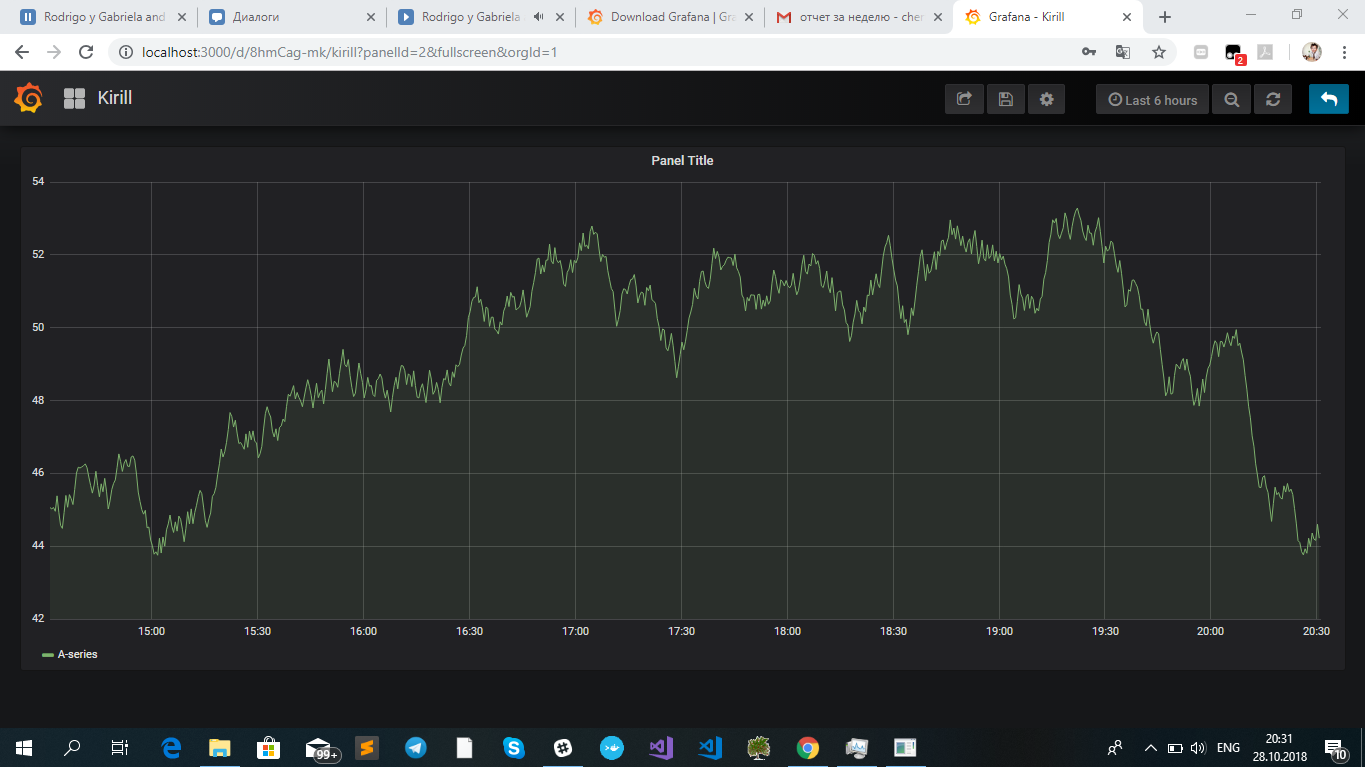 Rodrigo y Gabriela and
Диалоги
Rodrigo y Gabriela
Download Grafana | Gra
отчет за неделю - cher
Grafana - Kirill
localhost:3000/d/8hmCag-mk/kirill?panelId=2&fullscreen&orgId=1
2
Kirill
Last 6 hours
Panel Title
54
52
50
48
46
44
42
15:00 15:30 16:00 16:30 17:00 17:30 18:00 18:30 19:00 19:30 20:00 20:30
A-series
99+
ENG
20:31
28.10.2018
10